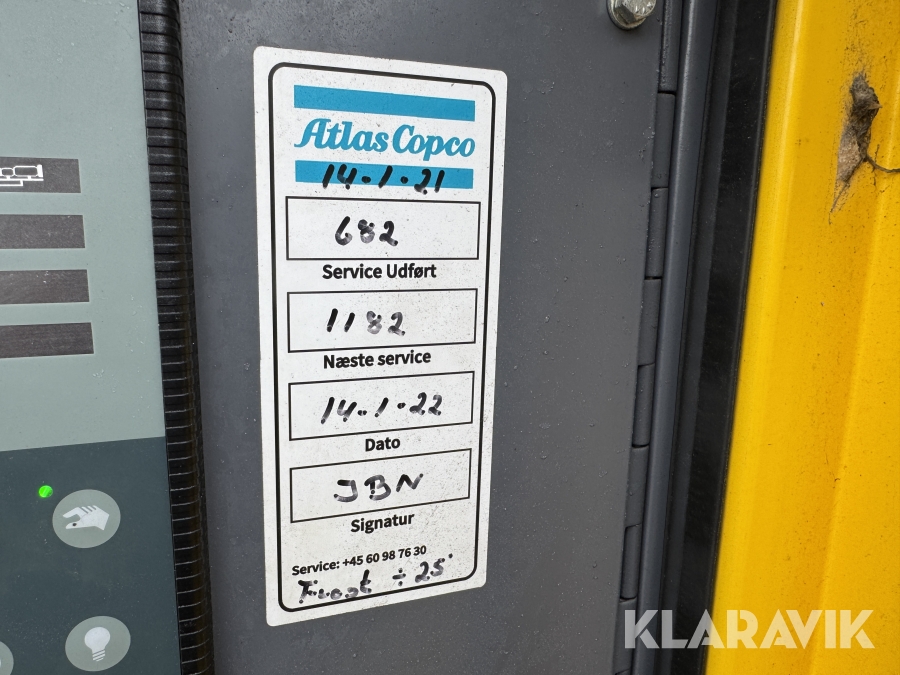 Atlas Copco
14-1-21
682
Service Udført
1182
Næste service
14-1-22
Dato
JBN
Signatur
Service: +45 60 98 76 30
Frost ÷ 25°
KLARAVIK